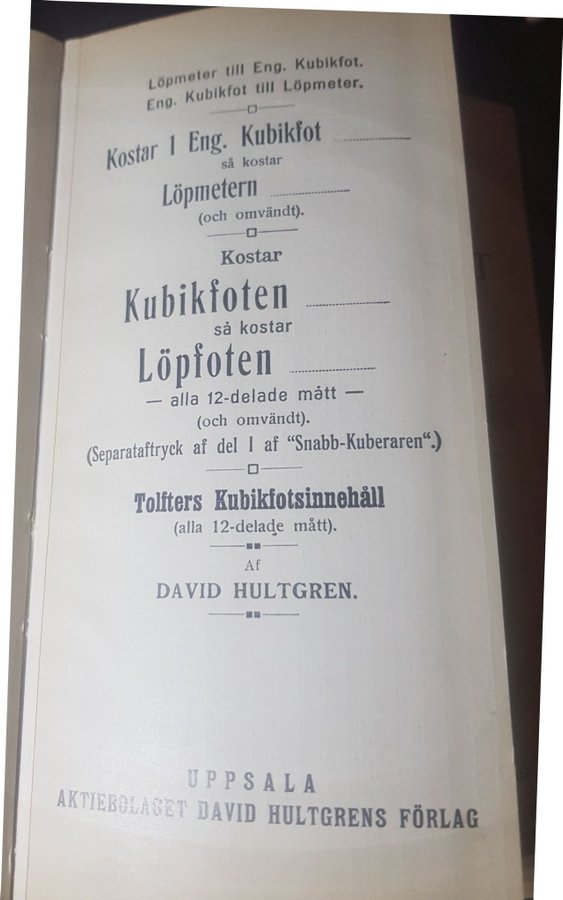 Löpmeter till Eng. Kubikfot.
Eng. Kubikfot till Löpmeter.
Kostar 1 Eng. Kubikfot ....................
så kostar
Löpmetern ....................
(och omvändt).
Kostar
Kubikfoten ....................
så kostar
Löpfoten ....................
— alla 12-delade mått —
(och omvändt).
(Separataftryck af del I af "Snabb-Kuberaren“.)
Tolfters Kubikfotsinnehåll
(alla 12-delade mått).
Af
DAVID HULTGREN.
UPPSALA
AKTIEBOLAGET DAVID HULTGRENS FÖRLAG